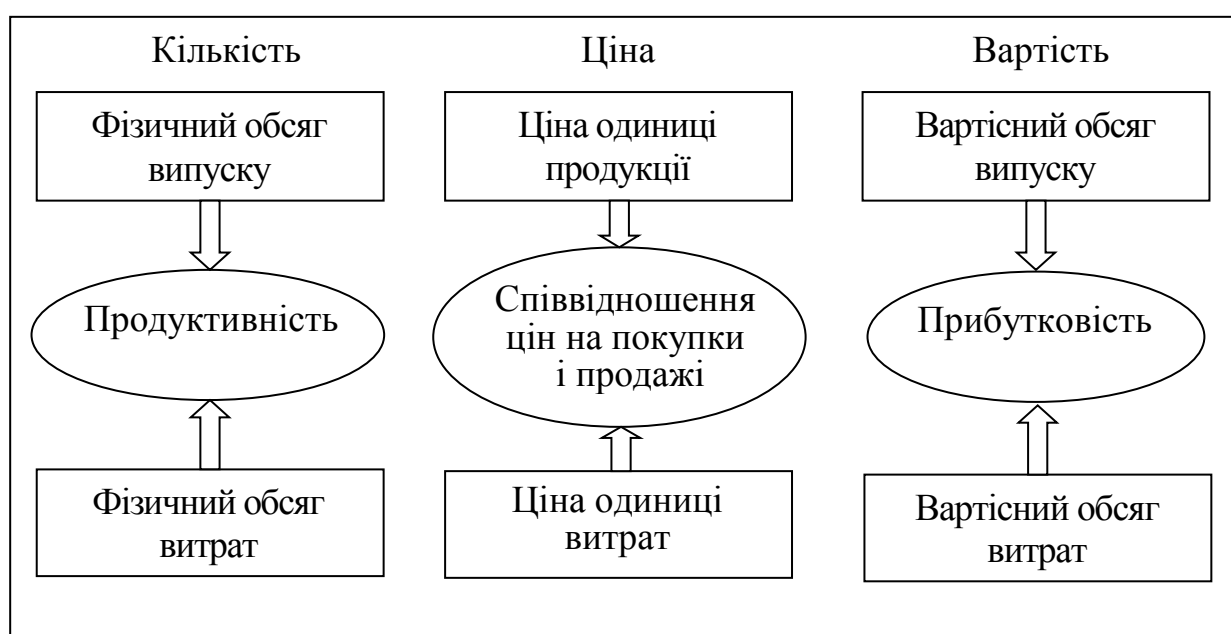 Кількість
Ціна
Вартість
Фізичний обсяг
випуску
Ціна одиниці
продукції
Вартісний обсяг
випуску
Продуктивність
Співвідношення
цін на покупки
і продажі
Прибутковість
Фізичний обсяг
витрат
Ціна одиниці
витрат
Вартісний обсяг
витрат